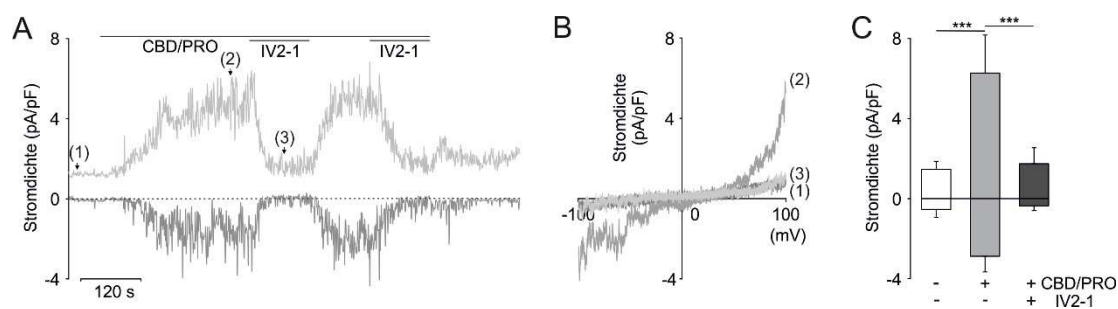 A
B
C
CBD/PRO
IV2-1
IV2-1
8
4
0
-4
Stromdichte (pA/pF)
(1)
(2)
(3)
120 s
8
4
-4
Stromdichte
(pA/pF)
(2)
(3)
(1)
-100
0
100
(mV)
8
4
0
-4
Stromdichte (pA/pF)
*** ***
- + + CBD/PRO
- - + IV2-1